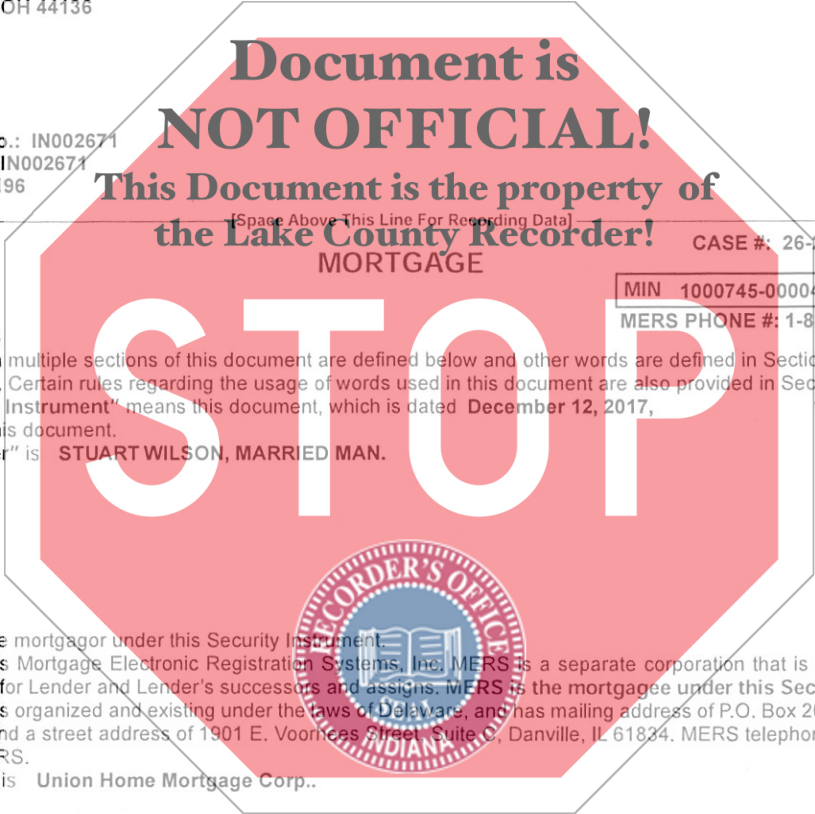 OH 44136
Document is
NOT OFFICIAL!
o.: IN002671
IN002671
196
This Document is the property of
[Space Above This Line For Recording Data]
the Lake County Recorder!
CASE #: 26-
MORTGAGE
MIN 1000745-0000
MERS PHONE #: 1-8
STOP
multiple sections of this document are defined below and other words are defined in Sectio
. Certain rules regarding the usage of words used in this document are also provided in Sec
Instrument" means this document, which is dated December 12, 2017,
is document.
r" is STUART WILSON, MARRIED MAN.
RECORDER'S OFFICE
INDIANA
e mortgagor under this Security Instrument.
s Mortgage Electronic Registration Systems, Inc. MERS is a separate corporation that is
for Lender and Lender's successors and assigns. MERS is the mortgagee under this Sec
s organized and existing under the laws of Delaware, and has mailing address of P.O. Box 2
nd a street address of 1901 E. Voorhees Street, Suite C, Danville, IL 61834. MERS telepho
RS.
is Union Home Mortgage Corp..